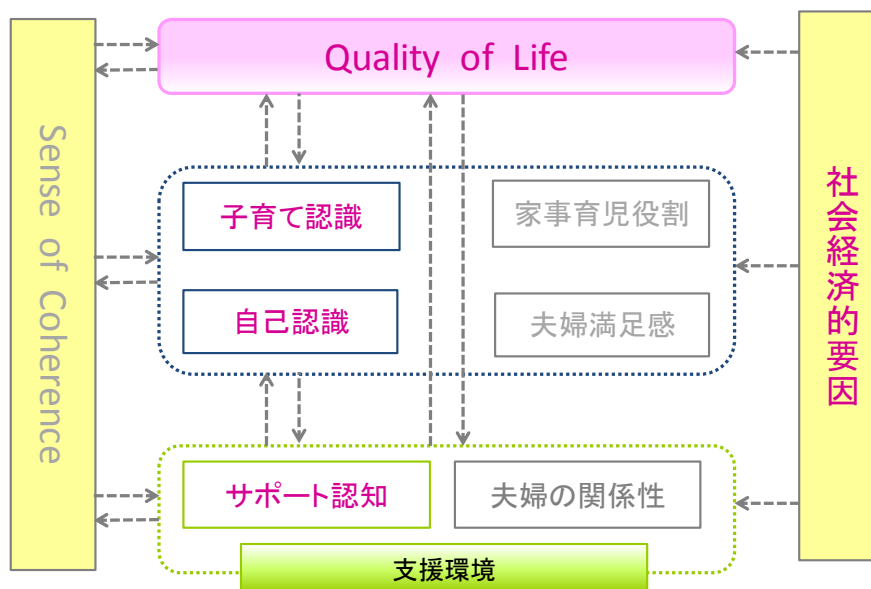 Quality of Life
Sense of Coherence
社会経済的要因
子育て認識
家事育児役割
自己認識
夫婦満足感
サポート認知
夫婦の関係性
支援環境